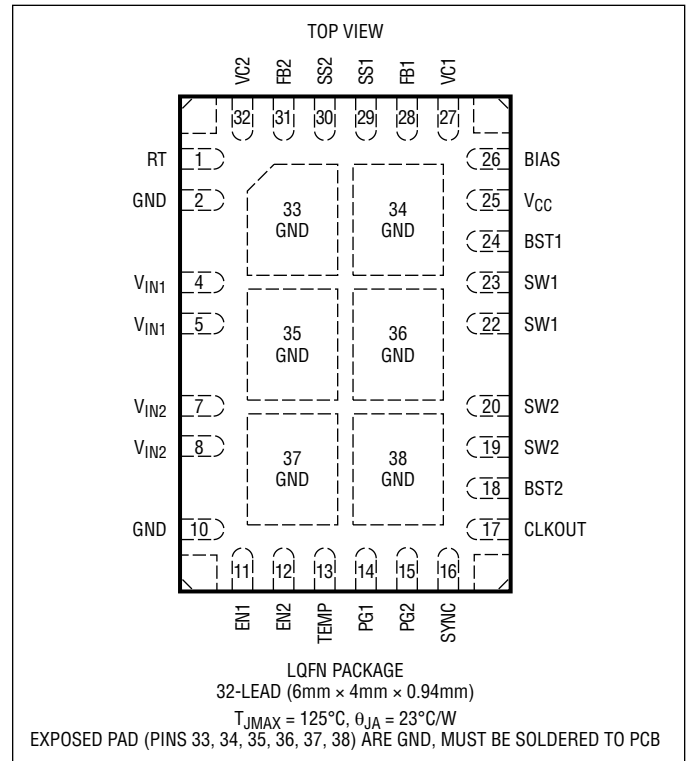 TOP VIEW
VC2 FB2 SS2 SS1 FB1 VC1
32 31 30 29 28 27
RT 1 26 BIAS
GND 2 25 VCC
33 GND
34 GND
24 BST1
VIN1 4 23 SW1
VIN1 5 22 SW1
35 GND
36 GND
VIN2 7 20 SW2
VIN2 8 19 SW2
37 GND
38 GND
18 BST2
GND 10 17 CLKOUT
11 12 13 14 15 16
EN1 EN2 TEMP PG1 PG2 SYNC
LQFN PACKAGE
32-LEAD (6mm × 4mm × 0.94mm)
TJMAX = 125°C, θJA = 23°C/W
EXPOSED PAD (PINS 33, 34, 35, 36, 37, 38) ARE GND, MUST BE SOLDERED TO PCB